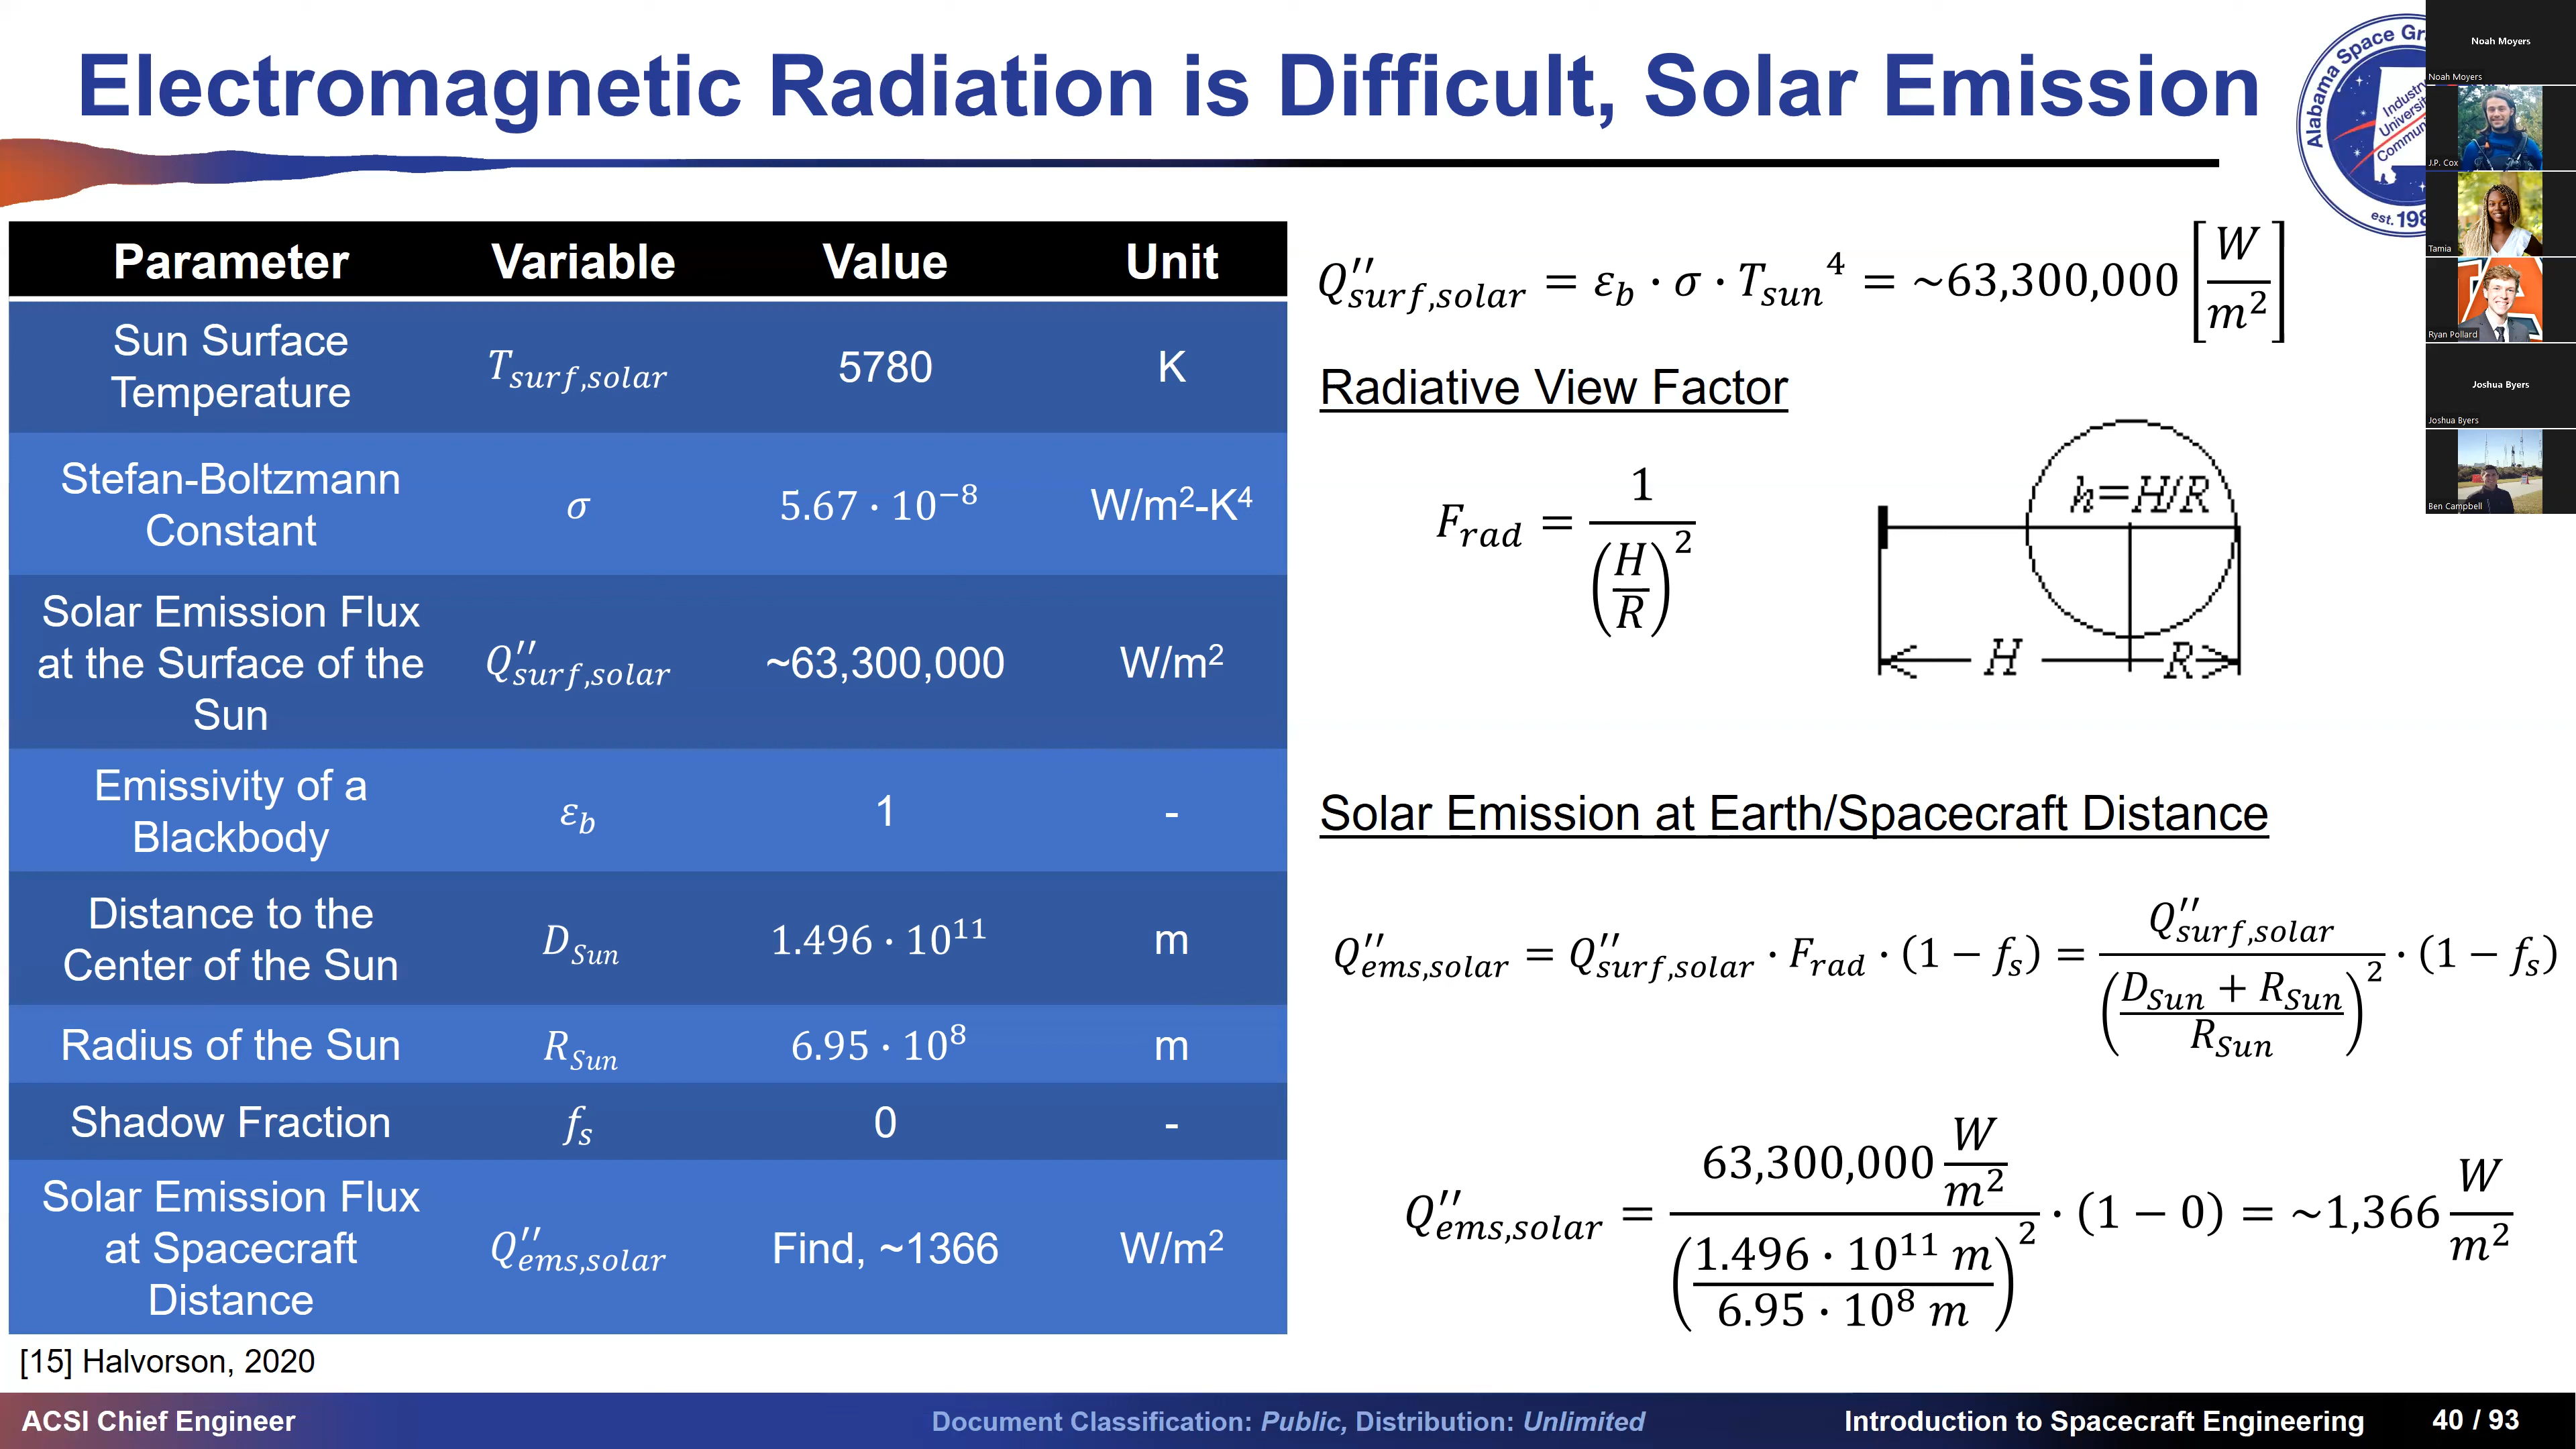 Electromagnetic Radiation is Difficult, Solar Emission
Alabama Space Gr
Industr
Universit
Commun
est. 198
Noah Moyers
Noah Moyers
J.P. Cox
Tamia
Ryan Pollard
Joshua Byers
Joshua Byers
Ben Campbell
Parameter Variable Value Unit
Sun Surface
Temperature
T_surf,solar 5780 K
Stefan-Boltzmann
Constant
σ 5.67 · 10⁻⁸ W/m²-K⁴
Solar Emission Flux
at the Surface of the
Sun
Q″_surf,solar ~63,300,000 W/m²
Emissivity of a
Blackbody
ε_b 1 -
Distance to the
Center of the Sun
D_Sun 1.496 · 10¹¹ m
Radius of the Sun R_Sun 6.95 · 10⁸ m
Shadow Fraction f_s 0 -
Solar Emission Flux
at Spacecraft
Distance
Q″_ems,solar Find, ~1366 W/m²
[15] Halvorson, 2020
Q″_surf,solar = ε_b · σ · T_sun⁴ = ~63,300,000 [W/m²]
Radiative View Factor
F_rad = 1/(H/R)²
h=H/R
H R
Solar Emission at Earth/Spacecraft Distance
Q″_ems,solar = Q″_surf,solar · F_rad · (1 − f_s) = Q″_surf,solar/((D_Sun + R_Sun)/R_Sun)² · (1 − f_s)
Q″_ems,solar = 63,300,000 W/m²/(1.496 · 10¹¹ m/6.95 · 10⁸ m)² · (1 − 0) = ~1,366 W/m²
ACSI Chief Engineer
Document Classification: Public, Distribution: Unlimited
Introduction to Spacecraft Engineering
40 / 93